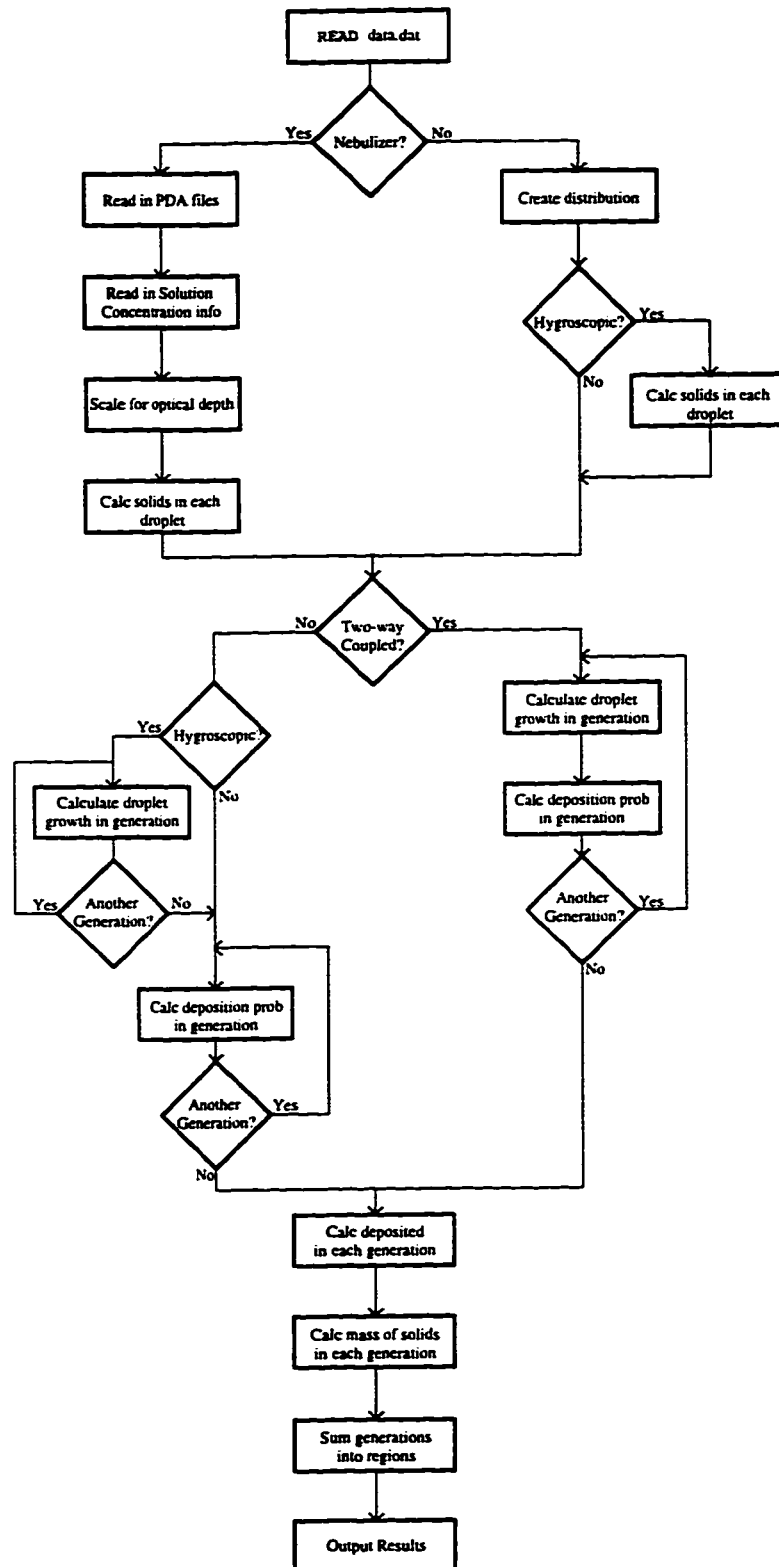 READ data.dat
Nebulizer?
Yes
No
Read in PDA files
Create distribution
Read in Solution
Concentration info
Hygroscopic?
Yes
No
Scale for optical depth
Calc solids in each
droplet
Calc solids in each
droplet
Two-way
Coupled?
No
Yes
Calculate droplet
growth in generation
Hygroscopic?
Yes
No
Calculate droplet
growth in generation
Calc deposition prob
in generation
Another
Generation?
Yes
No
Another
Generation?
Yes
No
Calc deposition prob
in generation
Another
Generation?
Yes
No
Calc deposited
in each generation
Calc mass of solids
in each generation
Sum generations
into regions
Output Results